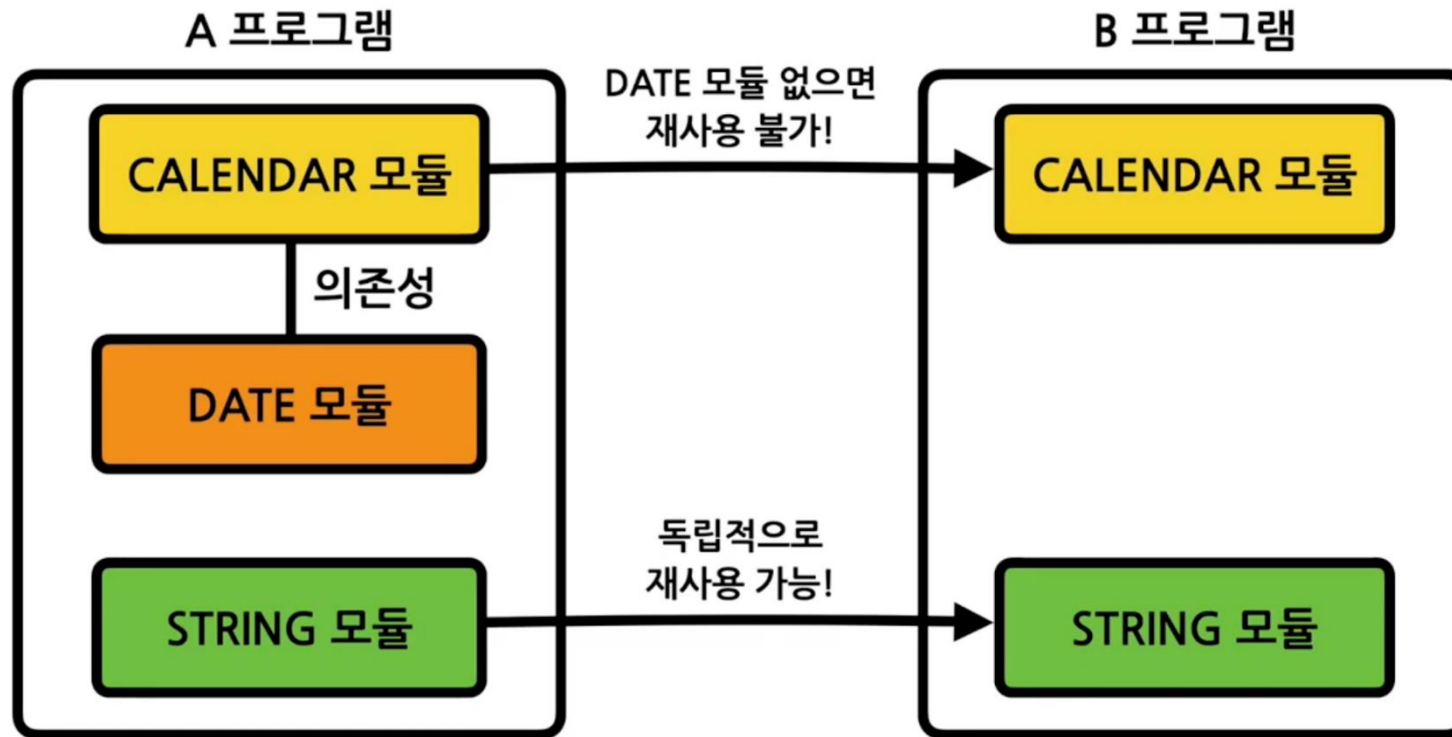 A 프로그램
B 프로그램
DATE 모듈 없으면
재사용 불가!
CALENDAR 모듈
CALENDAR 모듈
의존성
DATE 모듈
독립적으로
재사용 가능!
STRING 모듈
STRING 모듈